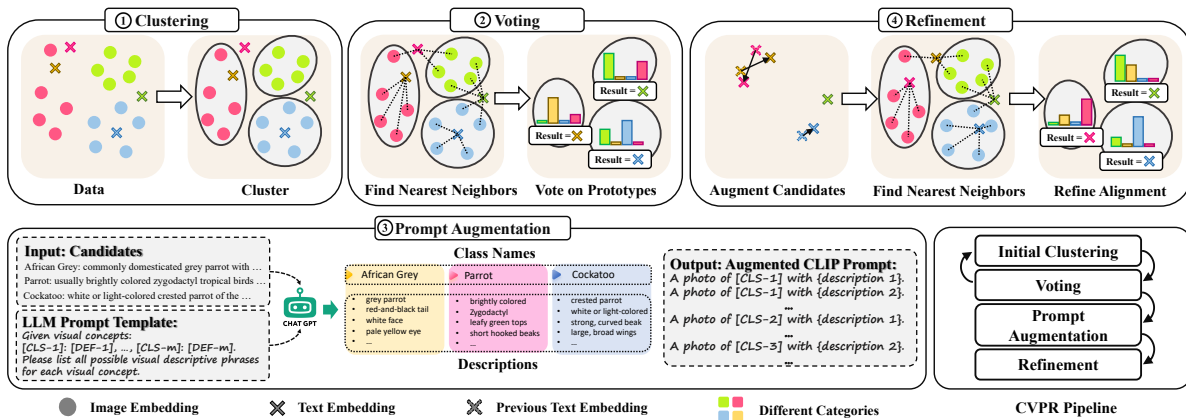 ① Clustering
Data
Cluster
② Voting
Result =
Result =
Result =
Find Nearest Neighbors
Vote on Prototypes
④ Refinement
Result =
Result =
Result =
Augment Candidates
Find Nearest Neighbors
Refine Alignment
③ Prompt Augmentation
Input: Candidates
African Grey: commonly domesticated grey parrot with …
Parrot: usually brightly colored zygodactyl tropical birds …
Cockatoo: white or light-colored crested parrot of the …
LLM Prompt Template:
Given visual concepts:
[CLS-1]: [DEF-1], …, [CLS-m]: [DEF-m].
Please list all possible visual descriptive phrases
for each visual concept.
CHAT GPT
Class Names
African Grey
Parrot
Cockatoo
• grey parrot
• red-and-black tail
• white face
• pale yellow eye
• …
• brightly colored
• Zygodactyl
• leafy green tops
• short hooked beaks
• …
• crested parrot
• white or light-colored
• strong, curved beak
• large, broad wings
• …
Descriptions
Output: Augmented CLIP Prompt:
A photo of [CLS-1] with {description 1}.
A photo of [CLS-1] with {description 2}.
…
A photo of [CLS-2] with {description 1}.
…
A photo of [CLS-3] with {description 2}.
…
…
Initial Clustering
Voting
Prompt
Augmentation
Refinement
CVPR Pipeline
Image Embedding
Text Embedding
Previous Text Embedding
Different Categories